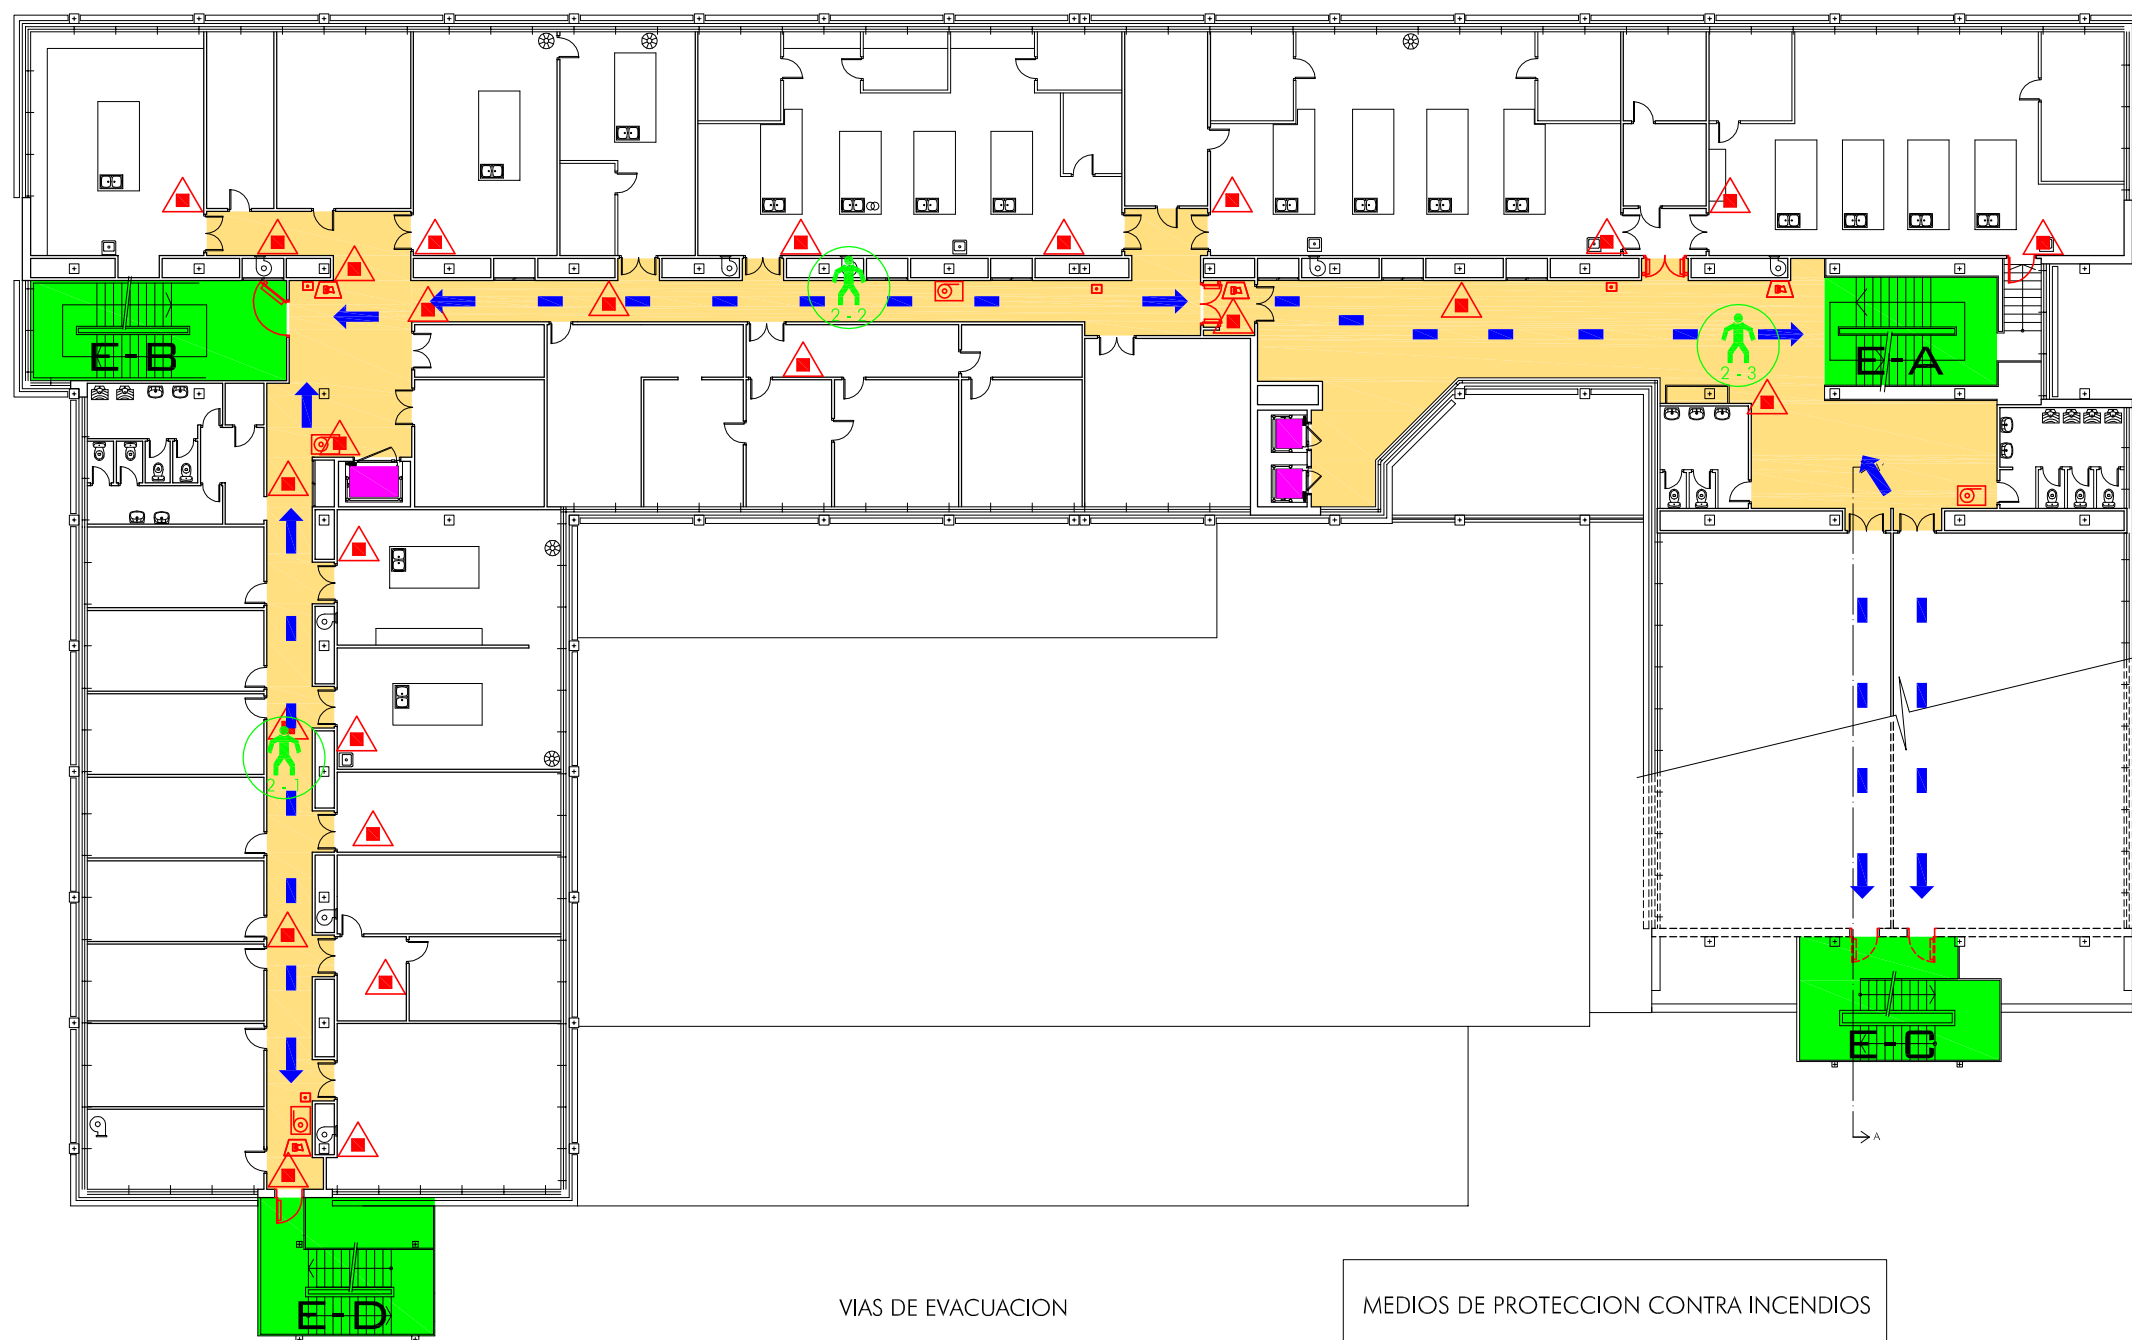 2 - 2
2 - 3
E-B
E-A
2 - 1
E-C
A
E-D
VIAS DE EVACUACION
MEDIOS DE PROTECCION CONTRA INCENDIOS